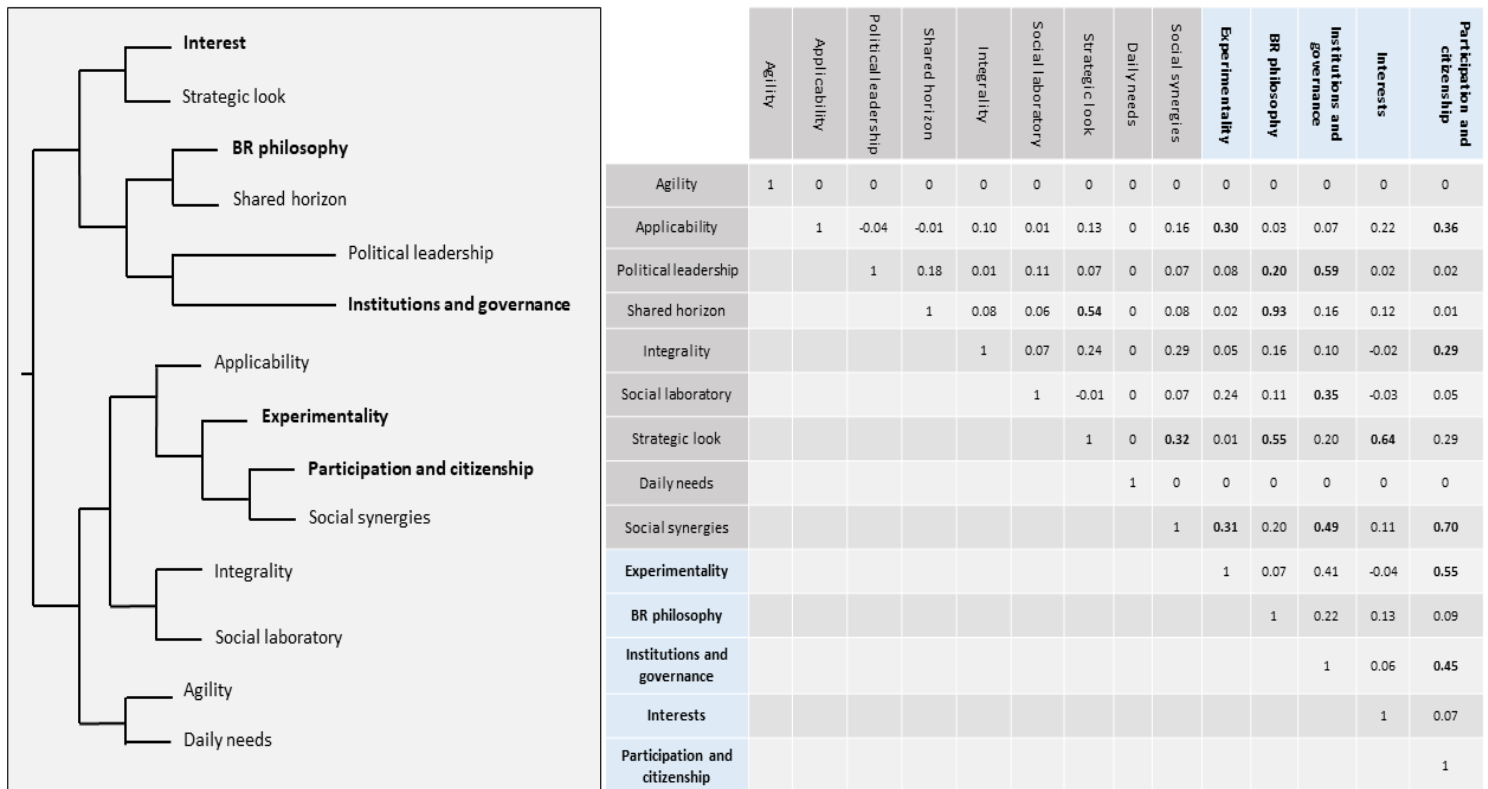 Interest
Strategic look
BR philosophy
Shared horizon
Political leadership
Institutions and governance
Applicability
Experimentality
Participation and citizenship
Social synergies
Integrality
Social laboratory
Agility
Daily needs
Agility
Applicability
Political leadership
Shared horizon
Integrality
Social laboratory
Strategic look
Daily needs
Social synergies
Experimentality
BR philosophy
Institutions and
governance
Interests
Participation and
citizenship
Agility 1 0 0 0 0 0 0 0 0 0 0 0 0 0
Applicability 1 -0.04 -0.01 0.10 0.01 0.13 0 0.16 0.30 0.03 0.07 0.22 0.36
Political leadership 1 0.18 0.01 0.11 0.07 0 0.07 0.08 0.20 0.59 0.02 0.02
Shared horizon 1 0.08 0.06 0.54 0 0.08 0.02 0.93 0.16 0.12 0.01
Integrality 1 0.07 0.24 0 0.29 0.05 0.16 0.10 -0.02 0.29
Social laboratory 1 -0.01 0 0.07 0.24 0.11 0.35 -0.03 0.05
Strategic look 1 0 0.32 0.01 0.55 0.20 0.64 0.29
Daily needs 1 0 0 0 0 0 0
Social synergies 1 0.31 0.20 0.49 0.11 0.70
Experimentality 1 0.07 0.41 -0.04 0.55
BR philosophy 1 0.22 0.13 0.09
Institutions and
governance 1 0.06 0.45
Interests 1 0.07
Participation and
citizenship 1